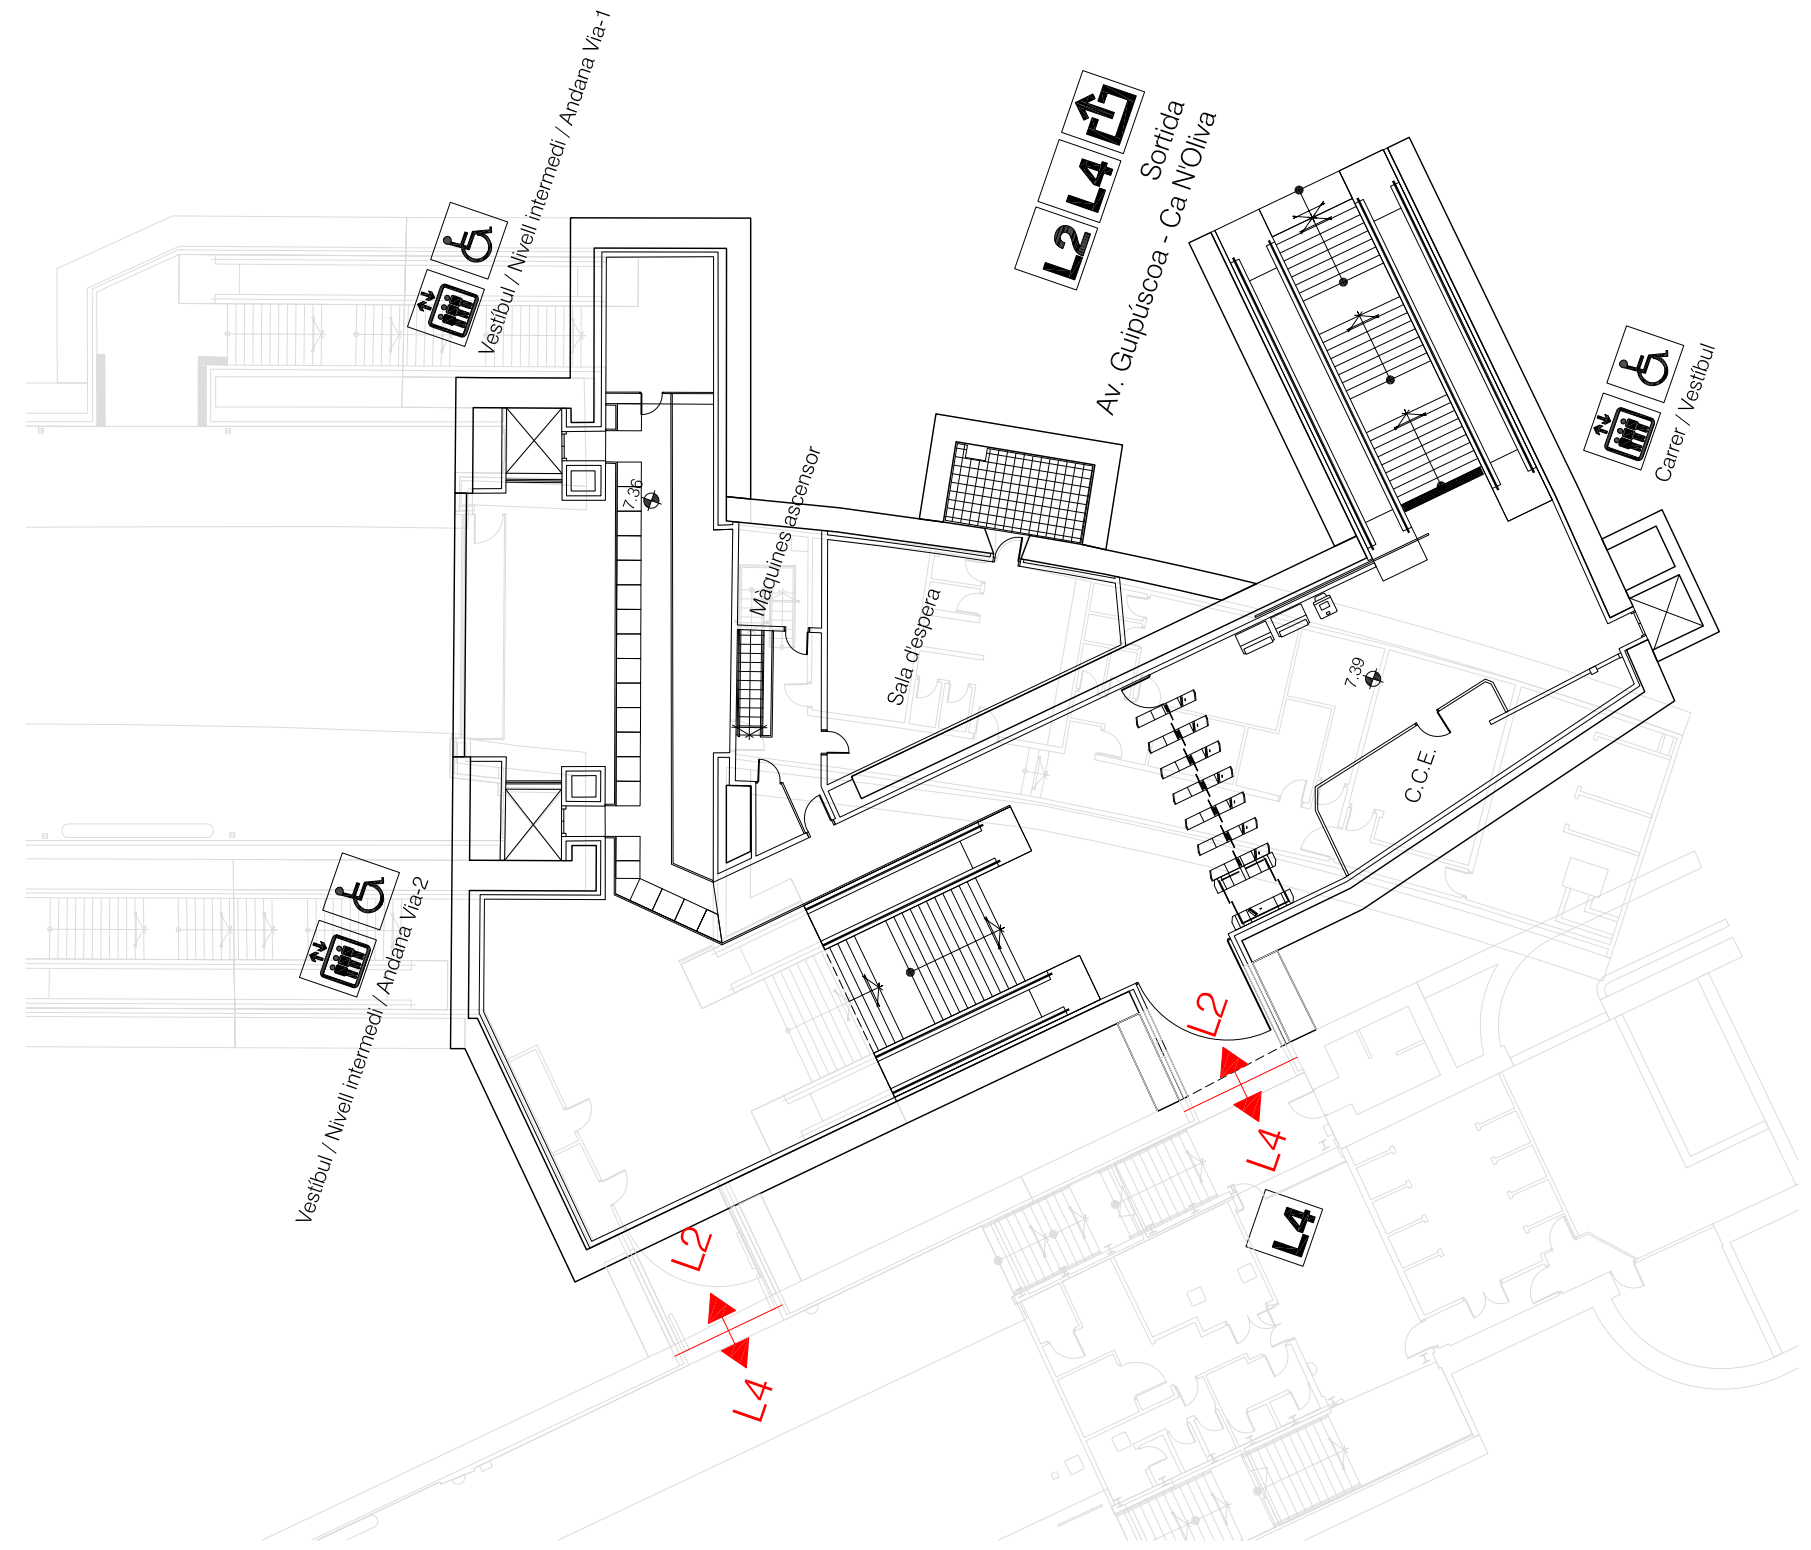 Vestíbul / Nivell intermedi / Andana Via-1
L2 L4
Sortida
Av. Guipúscoa - Ca N'Oliva
Carrer / Vestíbul
7.36
Màquines ascensor
Sala d'espera
7.39
C.C.E.
Vestíbul / Nivell intermedi / Andana Via-2
L2
L4
L4
L2
L4